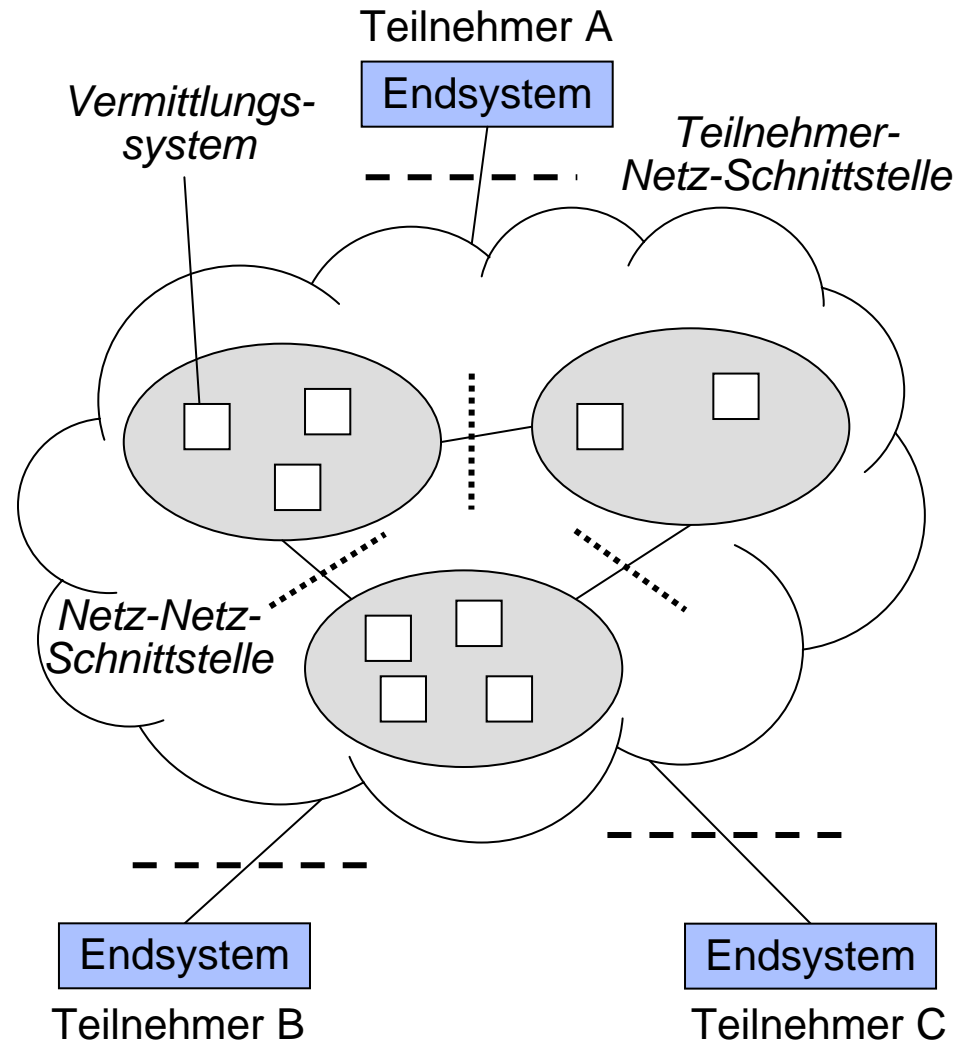 Teilnehmer A
Endsystem
Vermittlungs-
system
Teilnehmer-
Netz-Schnittstelle
Netz-Netz-
Schnittstelle
Endsystem
Teilnehmer B
Endsystem
Teilnehmer C